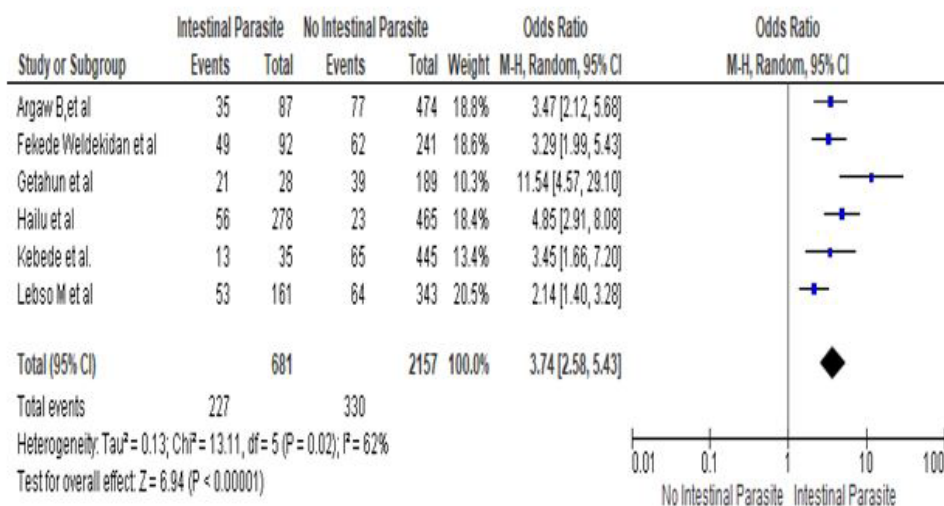 Intestinal Parasite No Intestinal Parasite Odds Ratio Odds Ratio
Study or Subgroup Events Total Events Total Weight M-H, Random, 95% CI M-H, Random, 95% CI
Argaw B,et al 35 87 77 474 18.8% 3.47 [2.12, 5.68]
Fekede Weldekidan et al 49 92 62 241 18.6% 3.29 [1.99, 5.43]
Getahun et al 21 28 39 189 10.3% 11.54 [4.57, 29.10]
Hailu et al 56 278 23 465 18.4% 4.85 [2.91, 8.08]
Kebede et al. 13 35 65 445 13.4% 3.45 [1.66, 7.20]
Lebso M et al 53 161 64 343 20.5% 2.14 [1.40, 3.28]
Total (95% CI) 681 2157 100.0% 3.74 [2.58, 5.43]
Total events 227 330
Heterogeneity: Tau² = 0.13; Chi² = 13.11, df = 5 (P = 0.02); I² = 62%
Test for overall effect: Z = 6.94 (P < 0.00001)
0.01 0.1 1 10 100
No Intestinal Parasite Intestinal Parasite